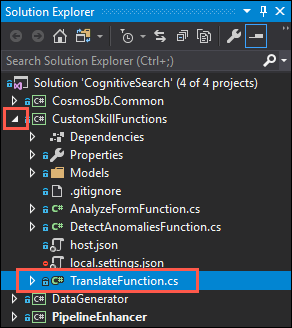 Solution Explorer
Search Solution Explorer (Ctrl+;)
Solution 'CognitiveSearch' (4 of 4 projects)
C# CosmosDb.Common
C# CustomSkillFunctions
Dependencies
Properties
Models
.gitignore
C# AnalyzeFormFunction.cs
C# DetectAnomaliesFunction.cs
host.json
local.settings.json
C# TranslateFunction.cs
C# DataGenerator
C# PipelineEnhancer